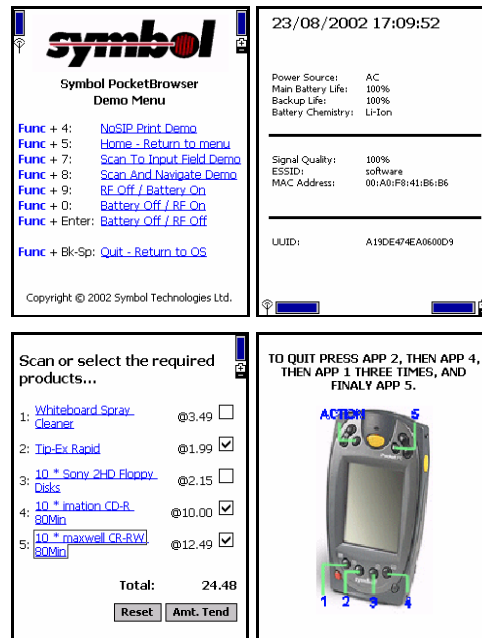 symbol
Symbol PocketBrowser
Demo Menu
Func + 4: NoSIP Print Demo
Func + 5: Home - Return to menu
Func + 7: Scan To Input Field Demo
Func + 8: Scan And Navigate Demo
Func + 9: RF Off / Battery On
Func + 0: Battery Off / RF On
Func + Enter: Battery Off / RF Off
Func + Bk-Sp: Quit - Return to OS
Copyright © 2002 Symbol Technologies Ltd.
23/08/2002 17:09:52
Power Source: AC
Main Battery Life: 100%
Backup Life: 100%
Battery Chemistry: Li-Ion
Signal Quality: 100%
ESSID: software
MAC Address: 00:A0:F8:41:B6:B6
UUID: A19DE474EA0600D9
Scan or select the required
products...
1: Whiteboard Spray
Cleaner @3.49
2: Tip-Ex Rapid @1.99
3: 10 * Sony 2HD Floppy
Disks @2.15
4: 10 * imation CD-R
80Min @10.00
5: 10 * maxwell CR-RW
80Min @12.49
Total: 24.48
Reset Amt. Tend
TO QUIT PRESS APP 2, THEN APP 4,
THEN APP 1 THREE TIMES, AND
FINALY APP 5.
ACTION 5
1 2 3 4